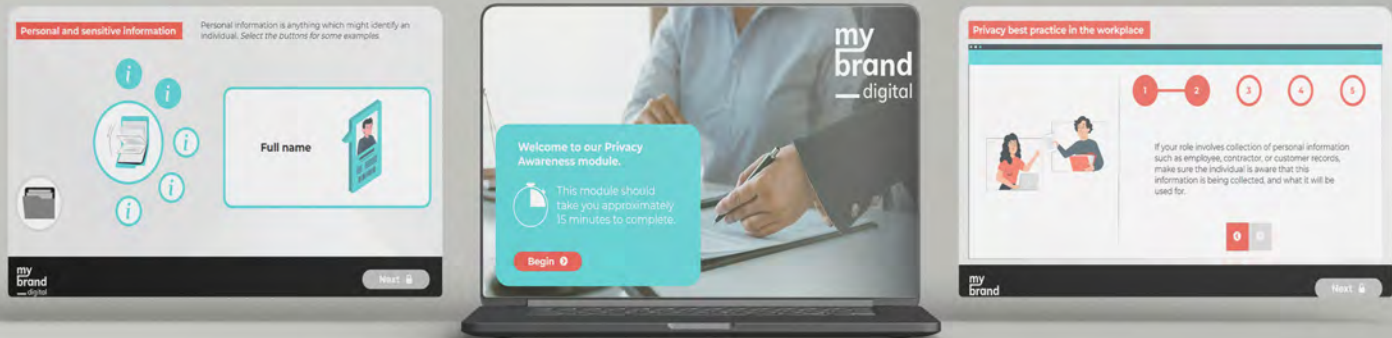 Personal and sensitive information
Personal information is anything which might identify an
individual. Select the buttons for some examples.
i
i
i
i
i
Full name
my
brand
digital
Next
my
brand
digital
Welcome to our Privacy
Awareness module.
This module should
take you approximately
15 minutes to complete.
Begin
Privacy best practice in the workplace
1 2 3 4 5
If your role involves collection of personal information
such as employee, contractor, or customer records,
make sure the individual is aware that this
information is being collected, and what it will be
used for.
my
brand
Next